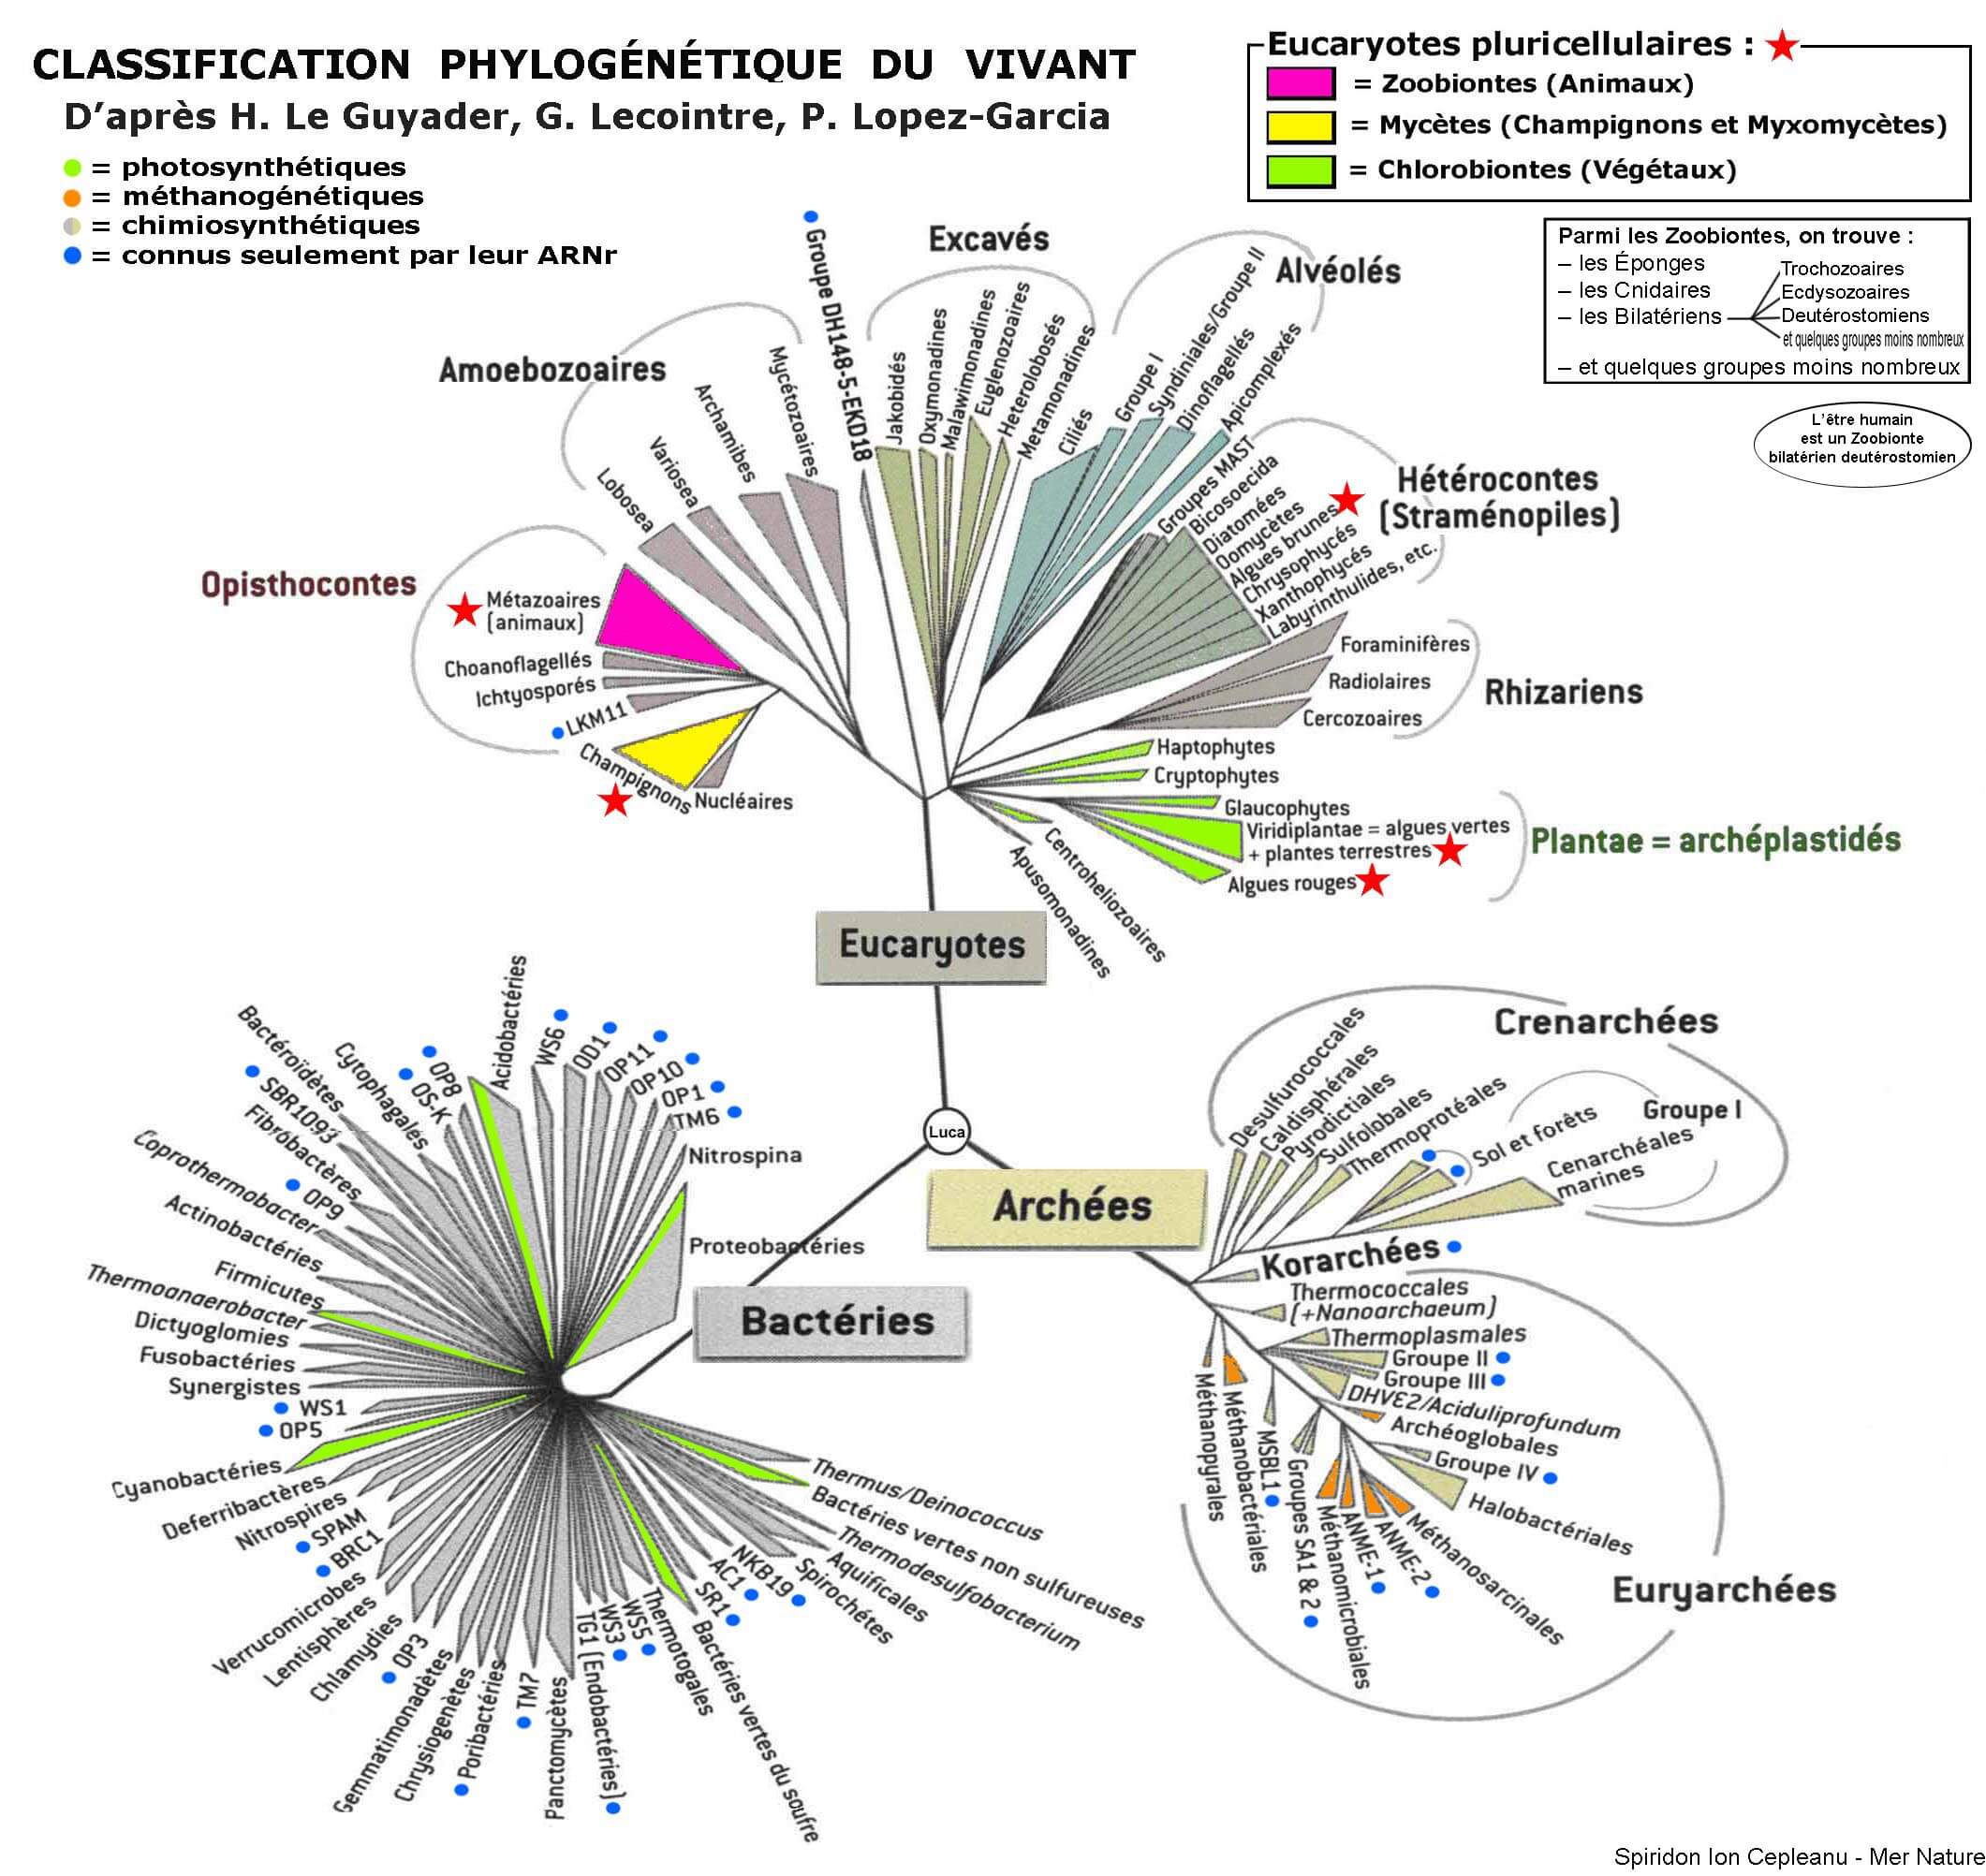 CLASSIFICATION PHYLOGÉNÉTIQUE DU VIVANT
D'après H. Le Guyader, G. Lecointre, P. Lopez-Garcia
= photosynthétiques
= méthanogénétiques
= chimiosynthétiques
= connus seulement par leur ARNr
Eucaryotes pluricellulaires :
= Zoobiontes (Animaux)
= Mycètes (Champignons et Myxomycètes)
= Chlorobiontes (Végétaux)
Parmi les Zoobiontes, on trouve :
– les Éponges
– les Cnidaires
– les Bilatériens
Trochozoaires
Ecdysozoaires
Deutérostomiens
et quelques groupes moins nombreux
– et quelques groupes moins nombreux
L'être humain
est un Zoobionte
bilatérien deutérostomien
Opisthocontes
Métazoaires
(animaux)
Choanoflagellés
Ichtyosporés
LKM11
Champignons
Nucléaires
Amoebozoaires
Lobosea
Variosea
Archamibes
Mycétozoaires
Groupe DH148-5-EKD18
Excavés
Jakobidés
Oxymonadines
Malawimonadines
Euglenozoaires
Heterolobosés
Metamonadines
Alvéolés
Ciliés
Groupe I
Syndiniales/Groupe II
Dinoflagellés
Apicomplexés
Hétérocontes
(Straménopiles)
Groupes MAST
Bicosoecida
Diatomées
Oomycètes
Algues brunes
Chrysophycés
Xanthophycés
Labyrinthulides, etc.
Rhizariens
Foraminifères
Radiolaires
Cercozoaires
Haptophytes
Cryptophytes
Glaucophytes
Viridiplantae = algues vertes
+ plantes terrestres
Algues rouges
Plantae = archéplastidés
Centroheliozoaires
Apusomonadines
Eucaryotes
Luca
Archées
Bactéries
Acidobactéries
WS6
OD1
OP11
OP10
OP1
TM6
Nitrospina
Proteobactéries
OP8
OS-K
Cytophagales
Bactéroïdètes
SBR1093
Fibrobactères
OP9
Coprothermobacter
Actinobactéries
Firmicutes
Thermoanaerobacter
Dictyoglomies
Fusobactéries
Synergistes
WS1
OP5
Cyanobactéries
Deferribactères
Nitrospires
SPAM
BRC1
Verrucomicrobes
Lentisphères
Chlamydies
OP3
Gemmatimonadètes
Chrysiogenètes
Poribactéries
TM7
Panctomycètes
TG1 (Endobactéries)
WS3
WS5
Thermotogales
Bactéries vertes du soufre
SR1
AC1
NKB19
Spirochétes
Aquificales
Thermodesulfobacterium
Bactéries vertes non sulfureuses
Thermus/Deinococcus
Crenarchées
Desulfurococcales
Caldisphérales
Pyrodictiales
Sulfolobales
Thermoprotéales
Sol et forêts
Groupe I
Cenarchéales
marines
Korarchées
Thermococcales
(+Nanoarchaeum)
Thermoplasmales
Groupe II
Groupe III
DHVE2/Aciduliprofundum
Archéoglobales
Groupe IV
Halobactériales
Méthanosarcinales
ANME-2
ANME-1
Méthanomicrobiales
Groupes SA1 & 2
MSBL1
Méthanobactériales
Méthanopyrales
Euryarchées
Spiridon Ion Cepleanu - Mer Nature